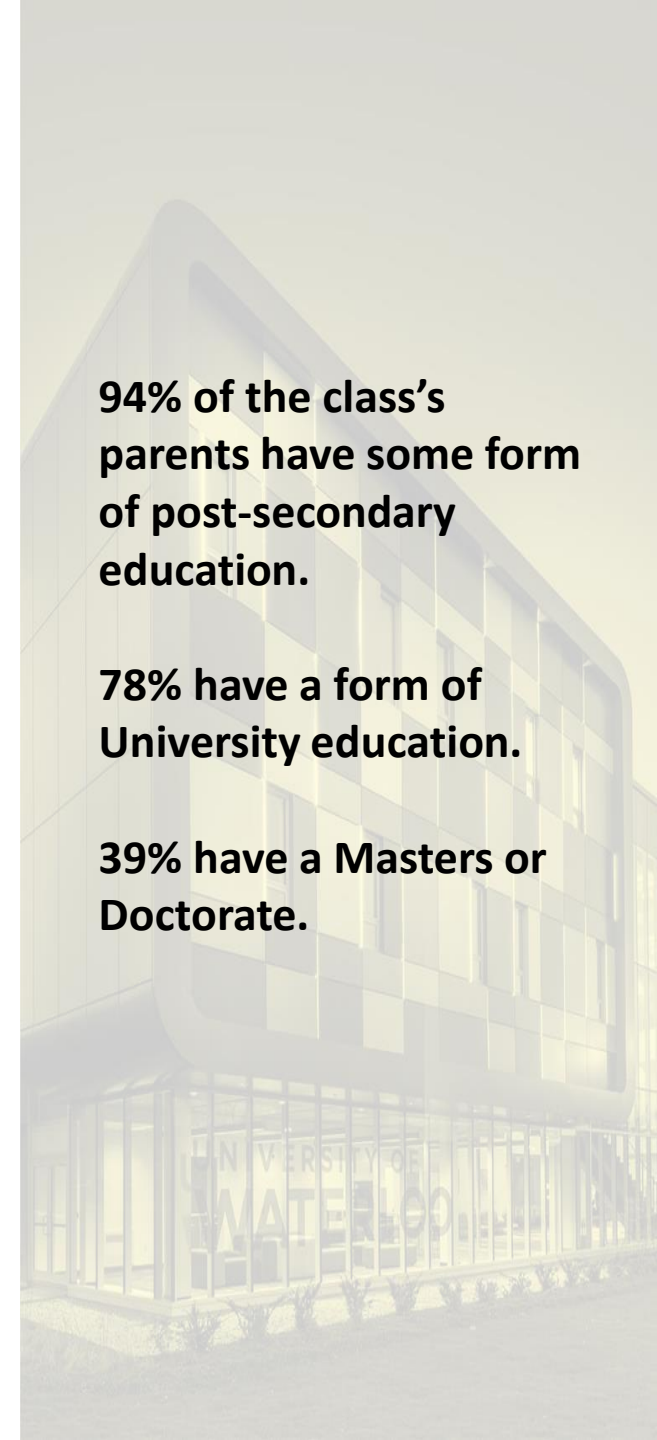 94% of the class’s
parents have some form
of post-secondary
education.
78% have a form of
University education.
39% have a Masters or
Doctorate.
UNIVERSITY OF
WATERLOO